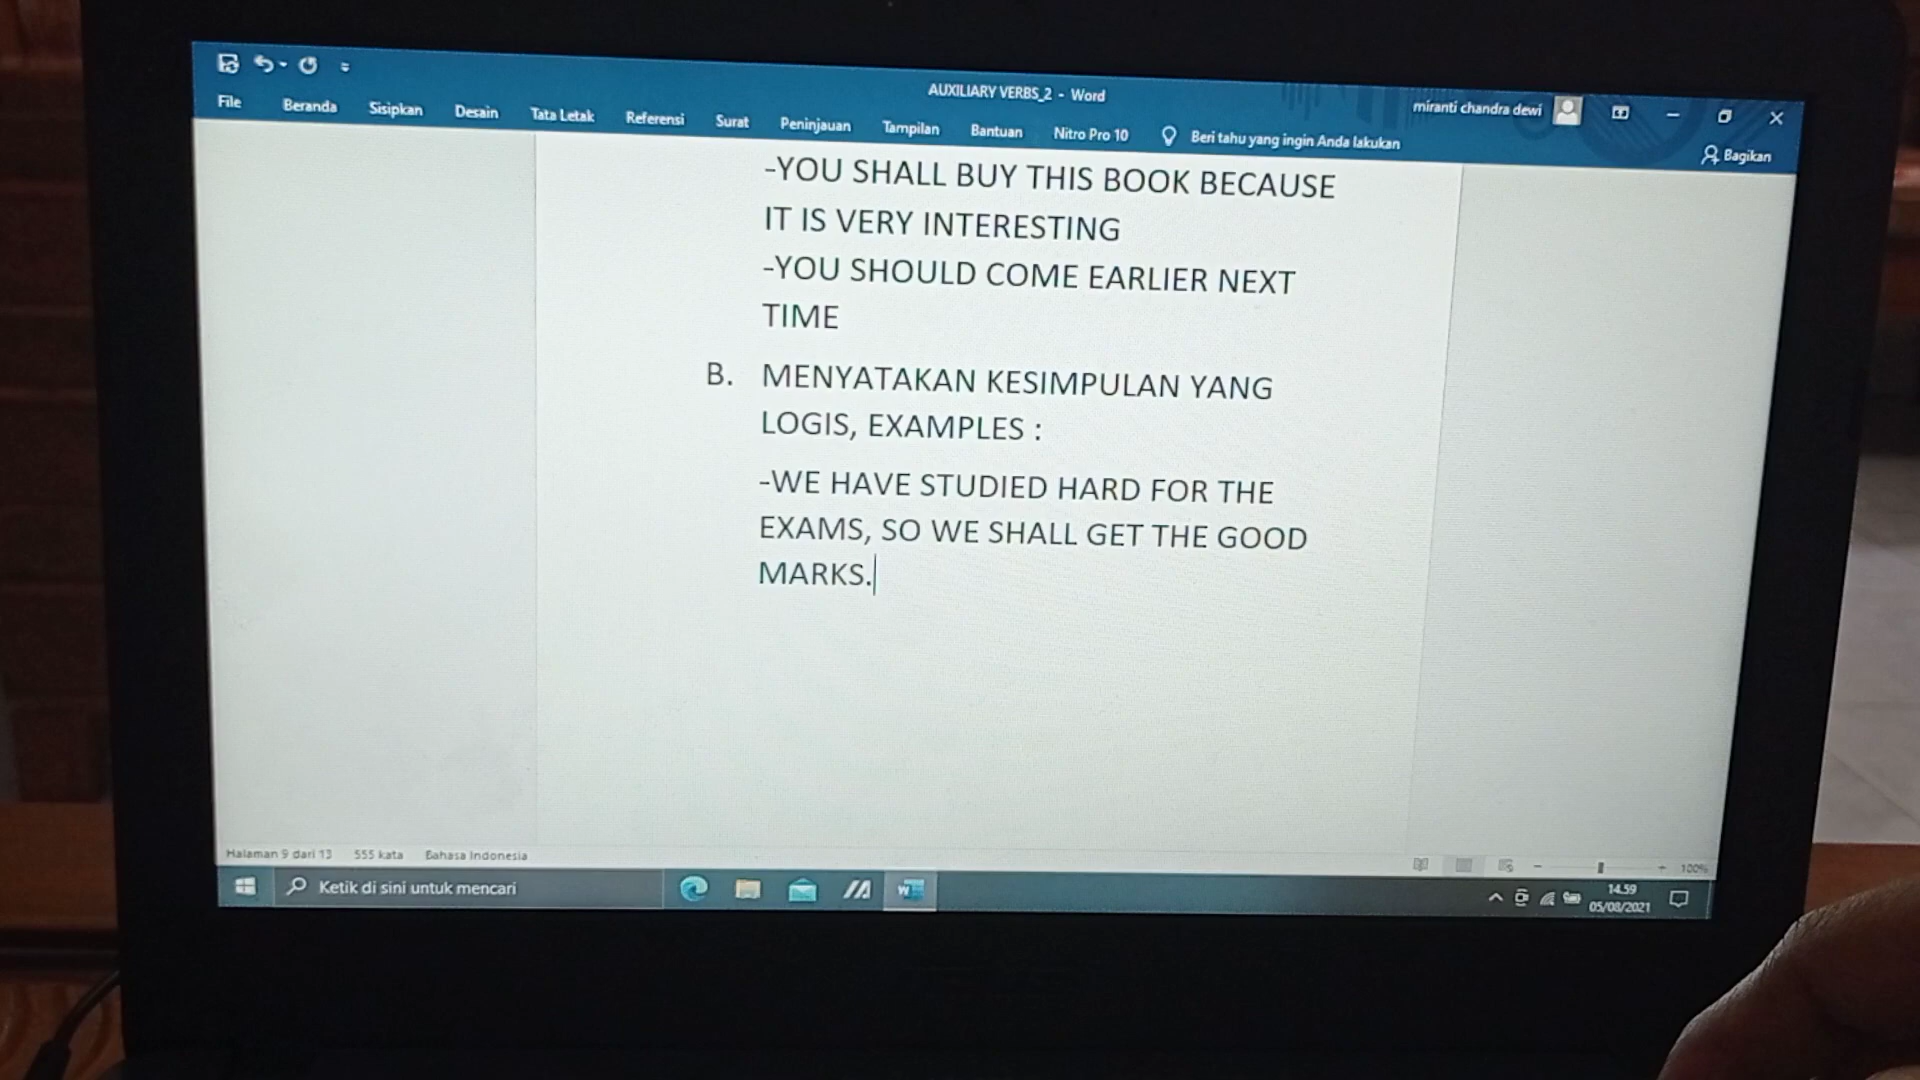 AUXILIARY VERBS_2 - Word
miranti chandra dewi
File Beranda Sisipkan Desain Tata Letak Referensi Surat Peninjauan Tampilan Bantuan Nitro Pro 10 Beri tahu yang ingin Anda lakukan
Bagikan
-YOU SHALL BUY THIS BOOK BECAUSE
IT IS VERY INTERESTING
-YOU SHOULD COME EARLIER NEXT
TIME
B. MENYATAKAN KESIMPULAN YANG
LOGIS, EXAMPLES :
-WE HAVE STUDIED HARD FOR THE
EXAMS, SO WE SHALL GET THE GOOD
MARKS.
Halaman 9 dari 13 555 kata Bahasa Indonesia
100%
Ketik di sini untuk mencari
14.59
05/08/2021